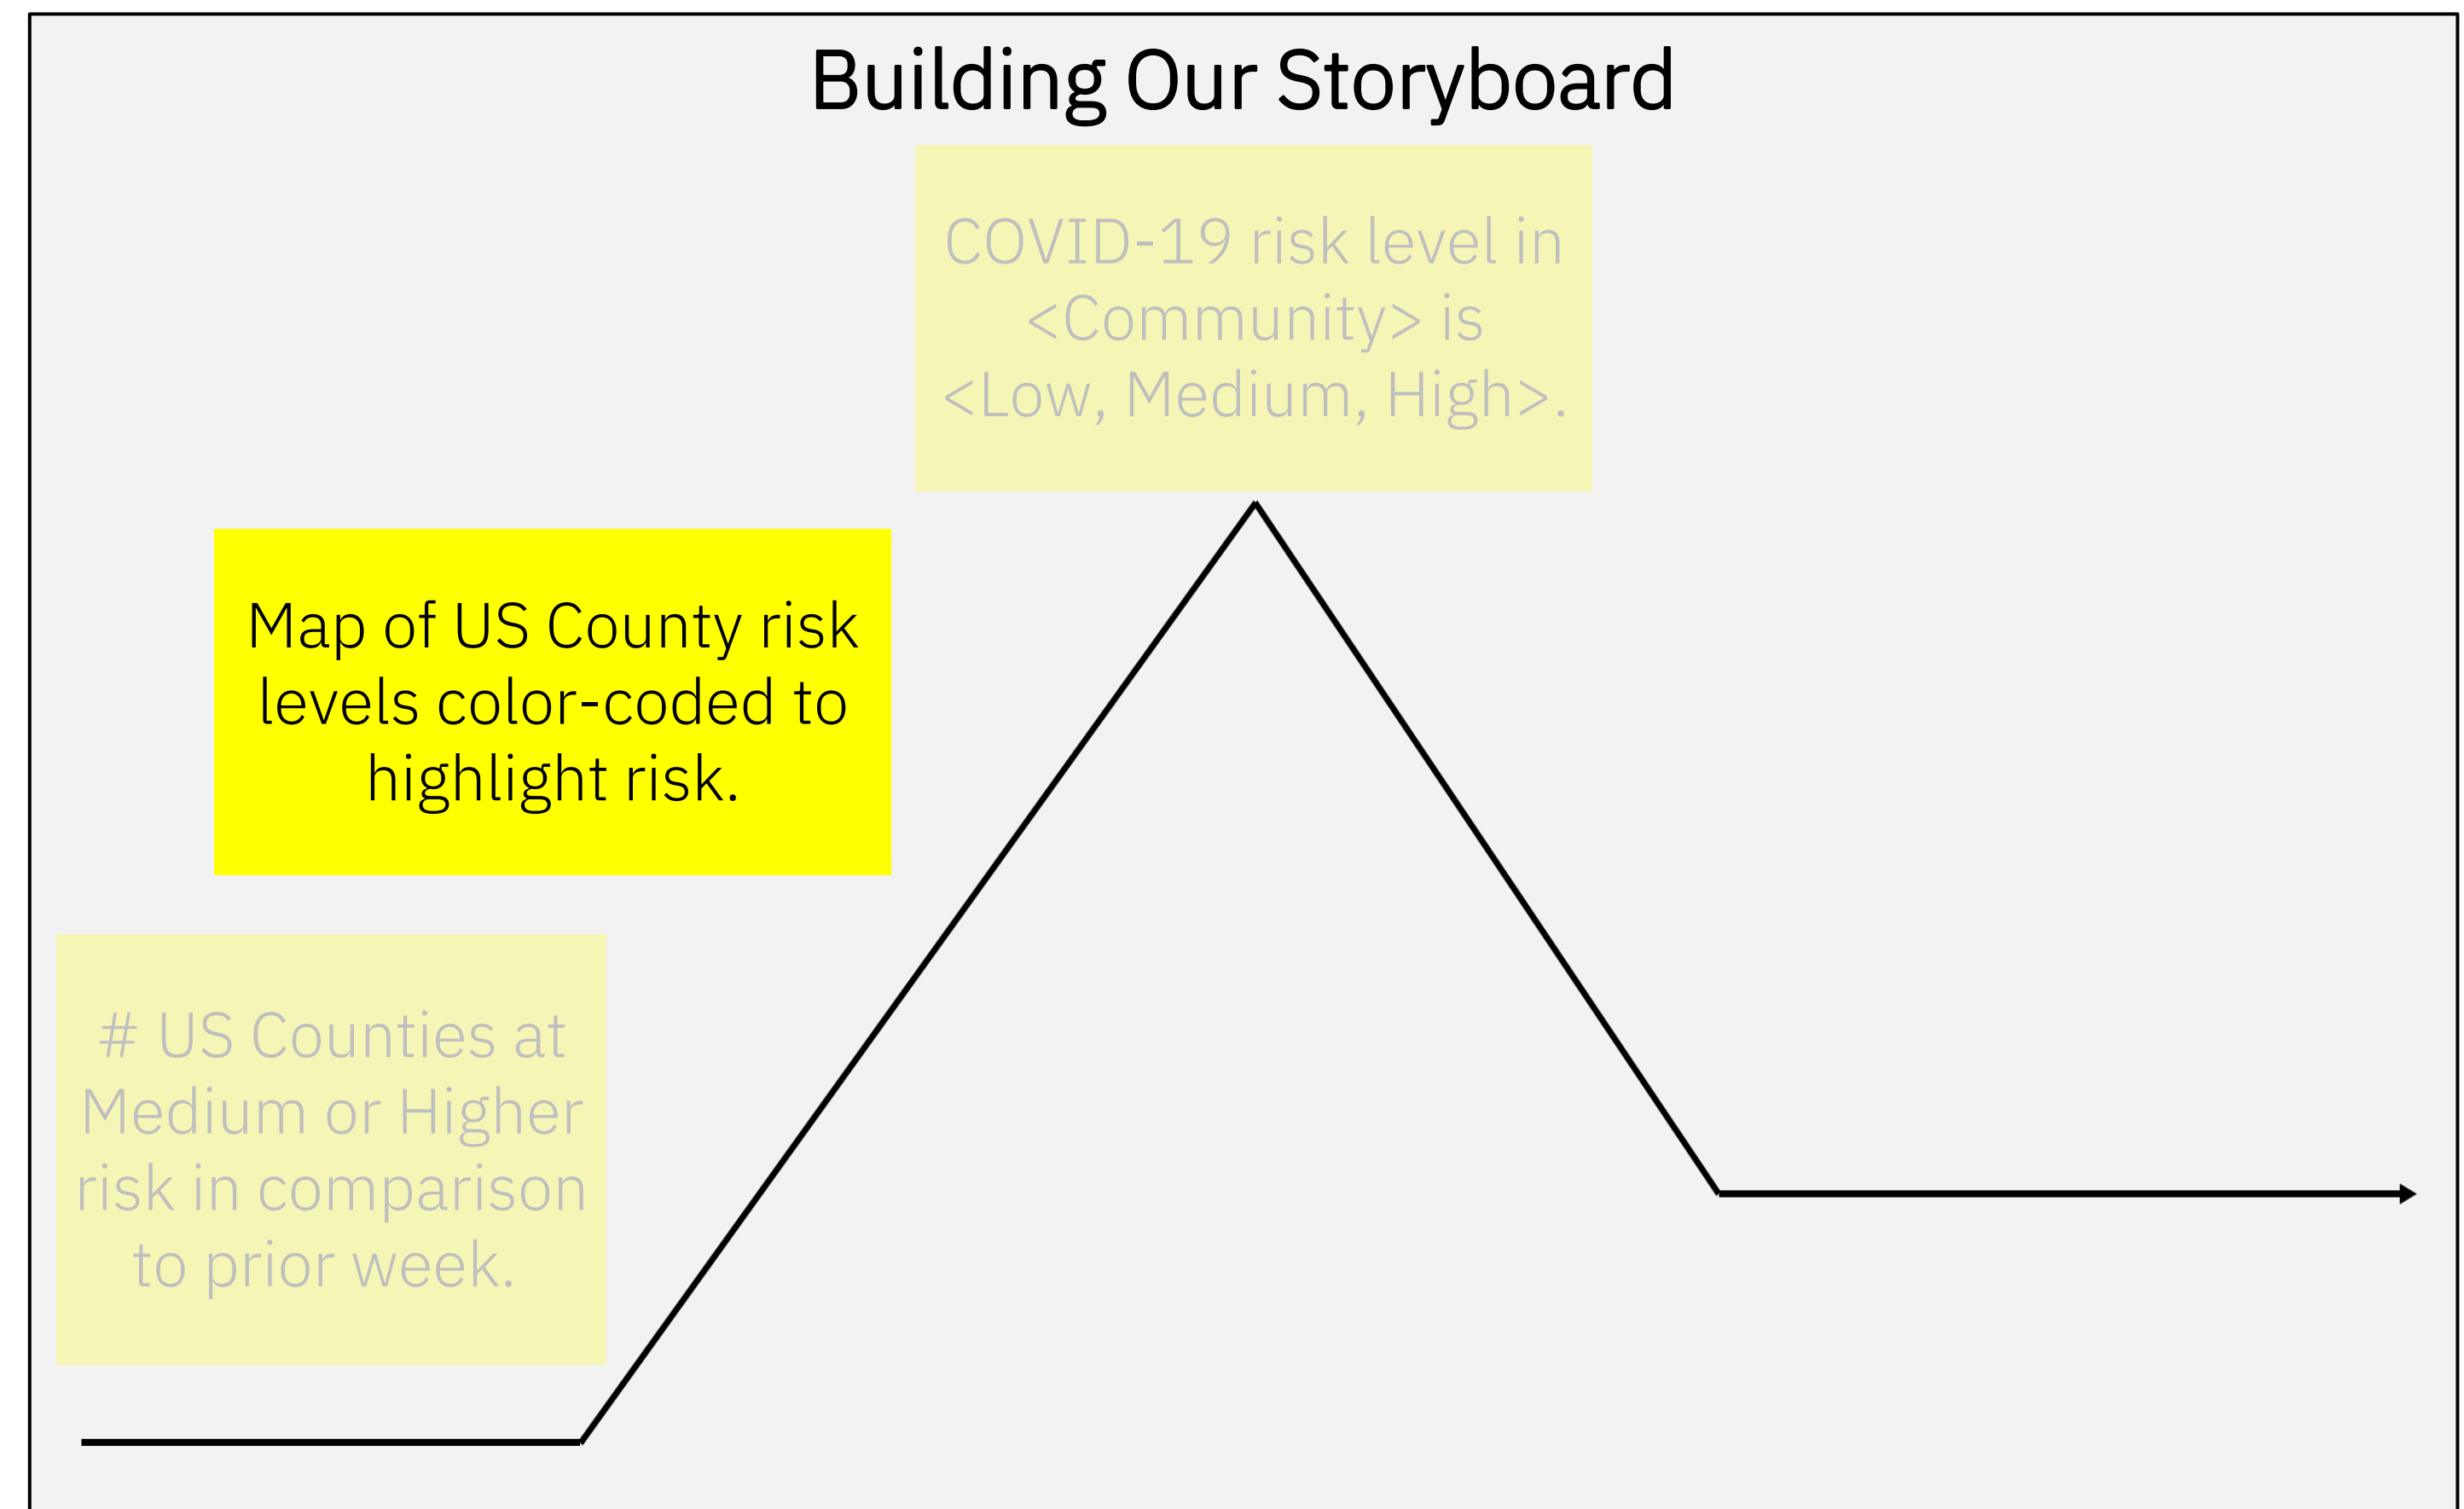 Building Our Storyboard
COVID-19 risk level in
<Community> is
<Low, Medium, High>.
Map of US County risk
levels color-coded to
highlight risk.
# US Counties at
Medium or Higher
risk in comparison
to prior week.